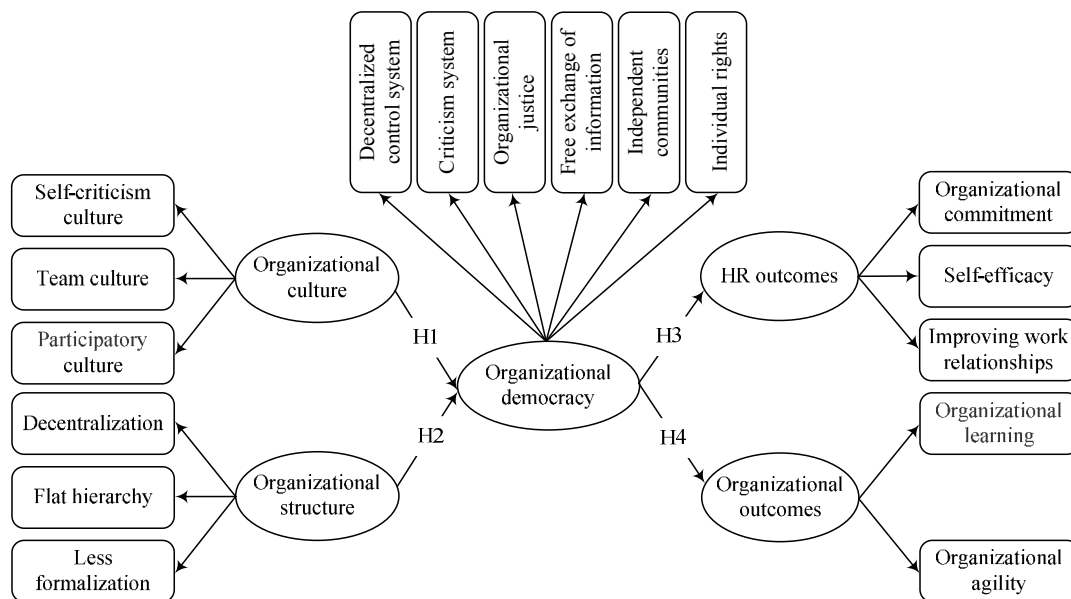 Decentralized
control system
Criticism system
Organizational
justice
Free exchange of
information
Independent
communities
Individual rights
Self-criticism
culture
Team culture
Participatory
culture
Organizational
culture
H1
Decentralization
Flat hierarchy
Less
formalization
Organizational
structure
H2
Organizational
democracy
H3
H4
HR outcomes
Organizational
commitment
Self-efficacy
Improving work
relationships
Organizational
outcomes
Organizational
learning
Organizational
agility